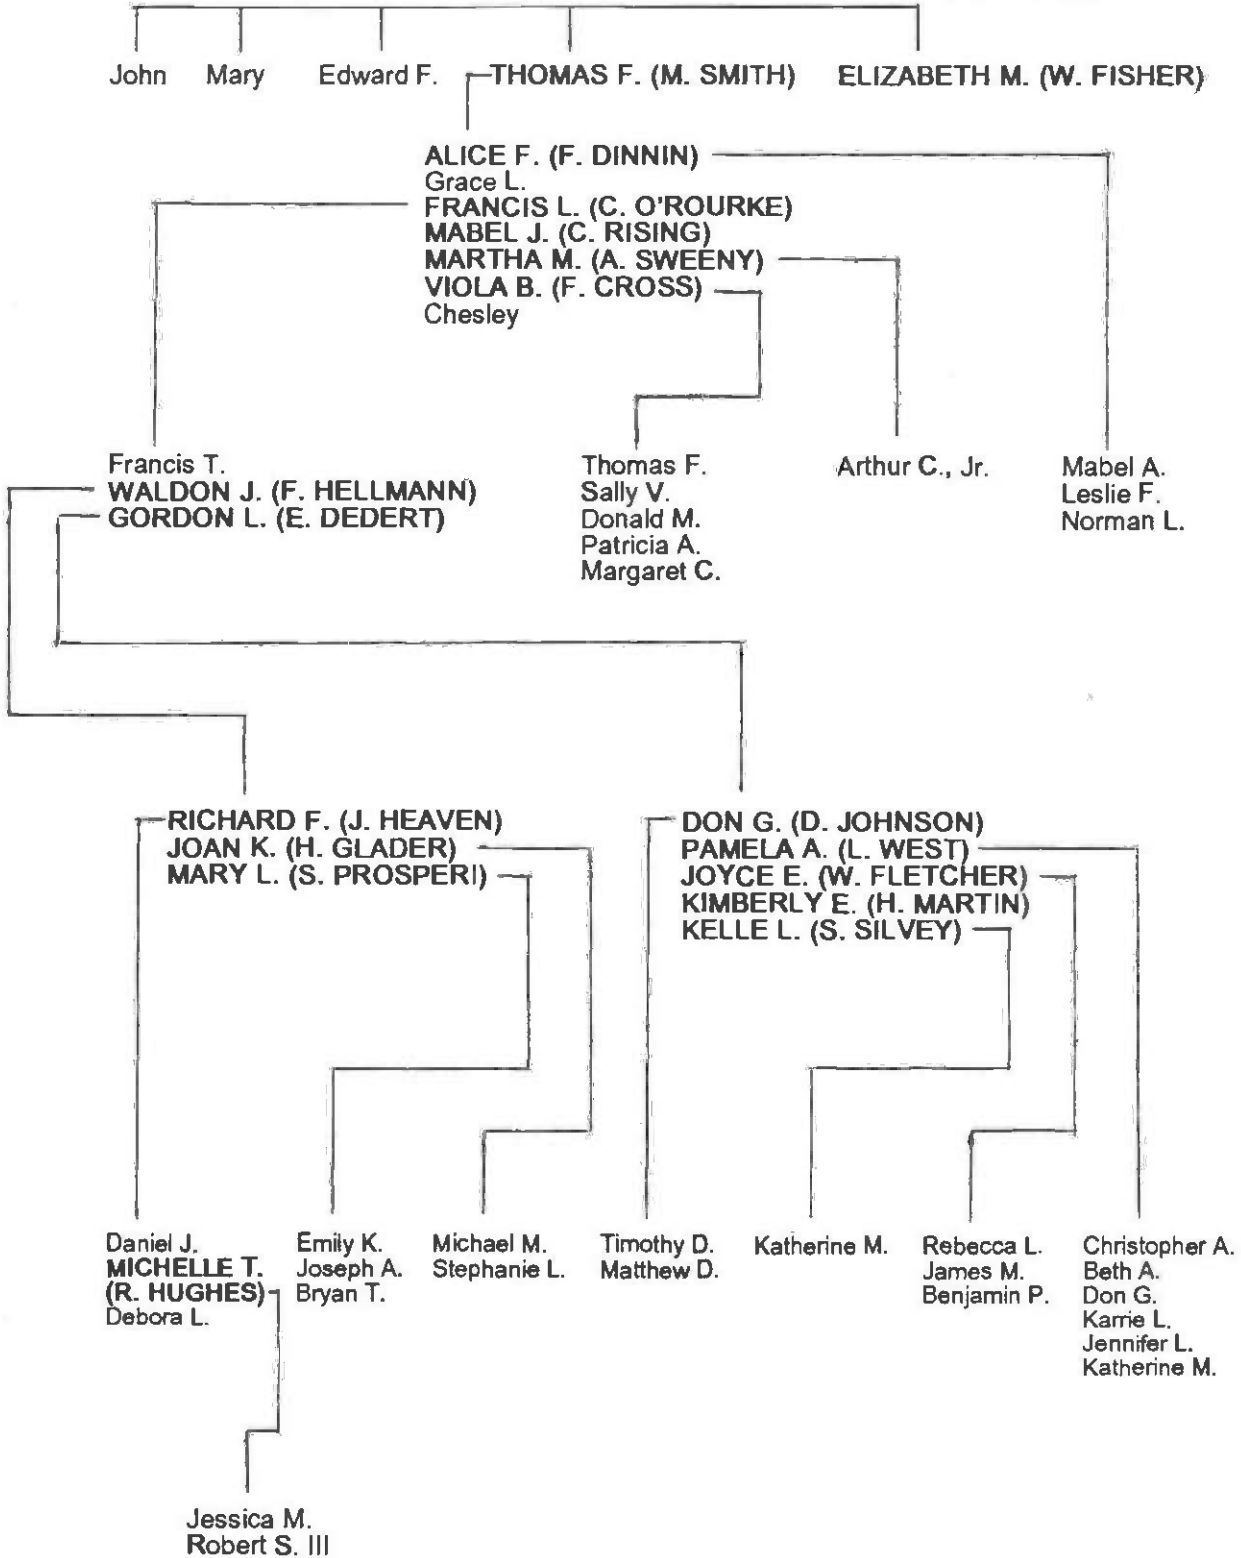 John Mary Edward F. THOMAS F. (M. SMITH) ELIZABETH M. (W. FISHER)
ALICE F. (F. DINNIN)
Grace L.
FRANCIS L. (C. O'ROURKE)
MABEL J. (C. RISING)
MARTHA M. (A. SWEENY)
VIOLA B. (F. CROSS)
Chesley
Francis T.
WALDON J. (F. HELLMANN)
GORDON L. (E. DEDERT)
Thomas F.
Sally V.
Donald M.
Patricia A.
Margaret C.
Arthur C., Jr.
Mabel A.
Leslie F.
Norman L.
RICHARD F. (J. HEAVEN)
JOAN K. (H. GLADER)
MARY L. (S. PROSPERI)
DON G. (D. JOHNSON)
PAMELA A. (L. WEST)
JOYCE E. (W. FLETCHER)
KIMBERLY E. (H. MARTIN)
KELLE L. (S. SILVEY)
Daniel J.
MICHELLE T.
(R. HUGHES)
Debora L.
Emily K.
Joseph A.
Bryan T.
Michael M.
Stephanie L.
Timothy D.
Matthew D.
Katherine M.
Rebecca L.
James M.
Benjamin P.
Christopher A.
Beth A.
Don G.
Karrie L.
Jennifer L.
Katherine M.
Jessica M.
Robert S. III